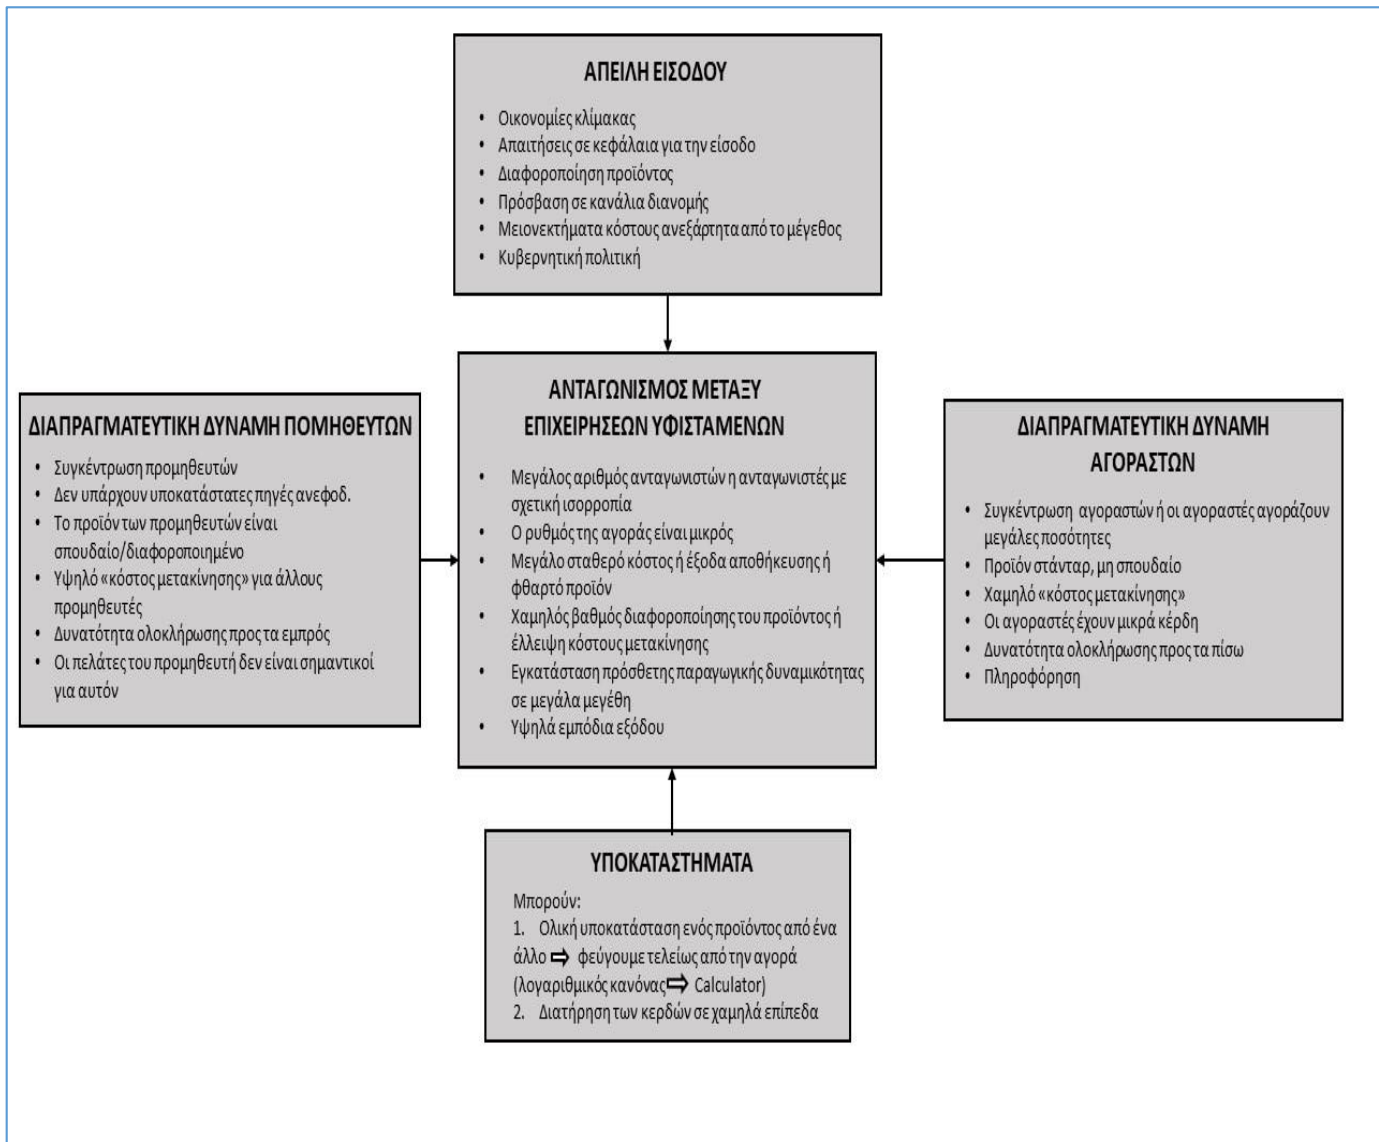 ΑΠΕΙΛΗ ΕΙΣΟΔΟΥ
• Οικονομίες κλίμακας
• Απαιτήσεις σε κεφάλαια για την είσοδο
• Διαφοροποίηση προϊόντος
• Πρόσβαση σε κανάλια διανομής
• Μειονεκτήματα κόστους ανεξάρτητα από το μέγεθος
• Κυβερνητική πολιτική
ΔΙΑΠΡΑΓΜΑΤΕΥΤΙΚΗ ΔΥΝΑΜΗ ΠΟΜΗΘΕΥΤΩΝ
• Συγκέντρωση προμηθευτών
• Δεν υπάρχουν υποκατάστατες πηγές ανεφοδ.
• Το προϊόν των προμηθευτών είναι
σπουδαίο/διαφοροποιημένο
• Υψηλό «κόστος μετακίνησης» για άλλους
προμηθευτές
• Δυνατότητα ολοκλήρωσης προς τα εμπρός
• Οι πελάτες του προμηθευτή δεν είναι σημαντικοί
για αυτόν
ΑΝΤΑΓΩΝΙΣΜΟΣ ΜΕΤΑΞΥ
ΕΠΙΧΕΙΡΗΣΕΩΝ ΥΦΙΣΤΑΜΕΝΩΝ
• Μεγάλος αριθμός ανταγωνιστών η ανταγωνιστές με
σχετική ισορροπία
• Ο ρυθμός της αγοράς είναι μικρός
• Μεγάλο σταθερό κόστος ή έξοδα αποθήκευσης ή
φθαρτό προϊόν
• Χαμηλός βαθμός διαφοροποίησης του προϊόντος ή
έλλειψη κόστους μετακίνησης
• Εγκατάσταση πρόσθετης παραγωγικής δυναμικότητας
σε μεγάλα μεγέθη
• Υψηλά εμπόδια εξόδου
ΔΙΑΠΡΑΓΜΑΤΕΥΤΙΚΗ ΔΥΝΑΜΗ
ΑΓΟΡΑΣΤΩΝ
• Συγκέντρωση αγοραστών ή οι αγοραστές αγοράζουν
μεγάλες ποσότητες
• Προϊόν στάνταρ, μη σπουδαίο
• Χαμηλό «κόστος μετακίνησης»
• Οι αγοραστές έχουν μικρά κέρδη
• Δυνατότητα ολοκλήρωσης προς τα πίσω
• Πληροφόρηση
ΥΠΟΚΑΤΑΣΤΗΜΑΤΑ
Μπορούν:
1. Ολική υποκατάσταση ενός προϊόντος από ένα
άλλο ⇨ φεύγουμε τελείως από την αγορά
(λογαριθμικός κανόνας ⇨ Calculator)
2. Διατήρηση των κερδών σε χαμηλά επίπεδα